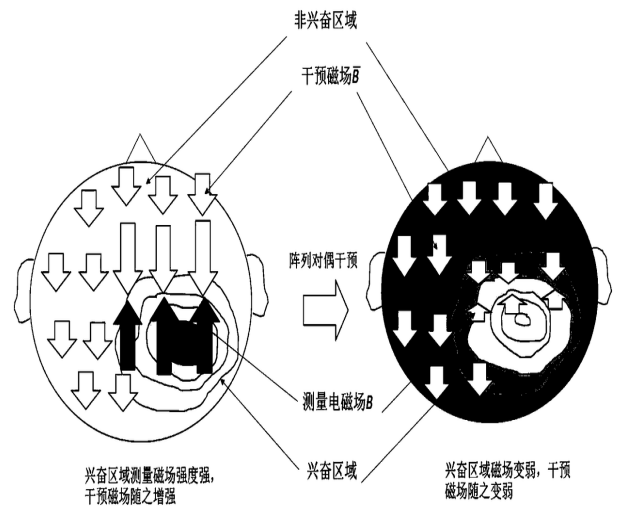 非兴奋区域
干预磁场B̅
阵列对偶干预
测量电磁场B
兴奋区域
兴奋区域测量磁场强度强，
干预磁场随之增强
兴奋区域磁场变弱，干预
磁场随之变弱